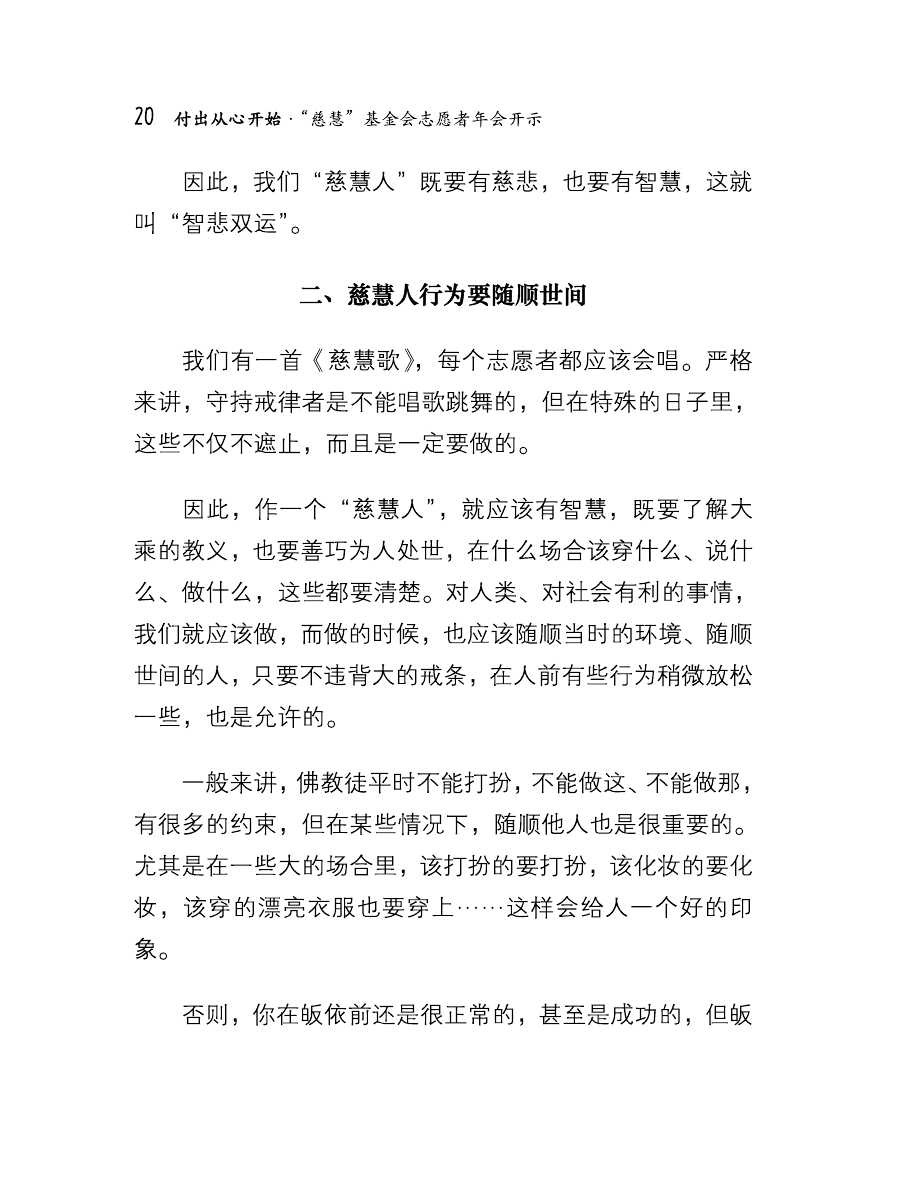 20 付出从心开始·“慈慧”基金会志愿者年会开示
因此，我们“慈慧人”既要有慈悲，也要有智慧，这就
叫“智悲双运”。
二、慈慧人行为要随顺世间
我们有一首《慈慧歌》，每个志愿者都应该会唱。严格
来讲，守持戒律者是不能唱歌跳舞的，但在特殊的日子里，
这些不仅不遮止，而且是一定要做的。
因此，作一个“慈慧人”，就应该有智慧，既要了解大
乘的教义，也要善巧为人处世，在什么场合该穿什么、说什
么、做什么，这些都要清楚。对人类、对社会有利的事情，
我们就应该做，而做的时候，也应该随顺当时的环境、随顺
世间的人，只要不违背大的戒条，在人前有些行为稍微放松
一些，也是允许的。
一般来讲，佛教徒平时不能打扮，不能做这、不能做那，
有很多的约束，但在某些情况下，随顺他人也是很重要的。
尤其是在一些大的场合里，该打扮的要打扮，该化妆的要化
妆，该穿的漂亮衣服也要穿上……这样会给人一个好的印
象。
否则，你在皈依前还是很正常的，甚至是成功的，但皈